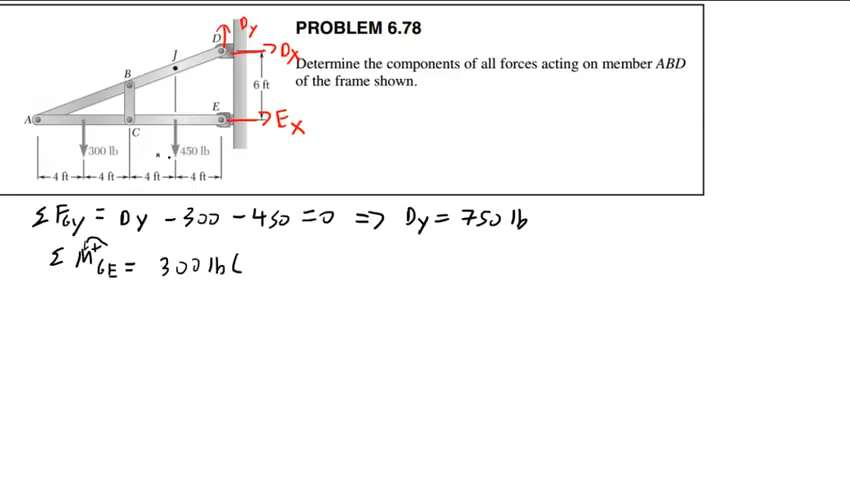 PROBLEM 6.78
Determine the components of all forces acting on member ABD
of the frame shown.
Dy
D
Dx
J
B
6 ft
E
A
Ex
C
300 lb
450 lb
4 ft 4 ft 4 ft 4 ft
Σ FGy = Dy - 300 - 450 = 0 => Dy = 750 lb
Σ M+GE = 300 lb (